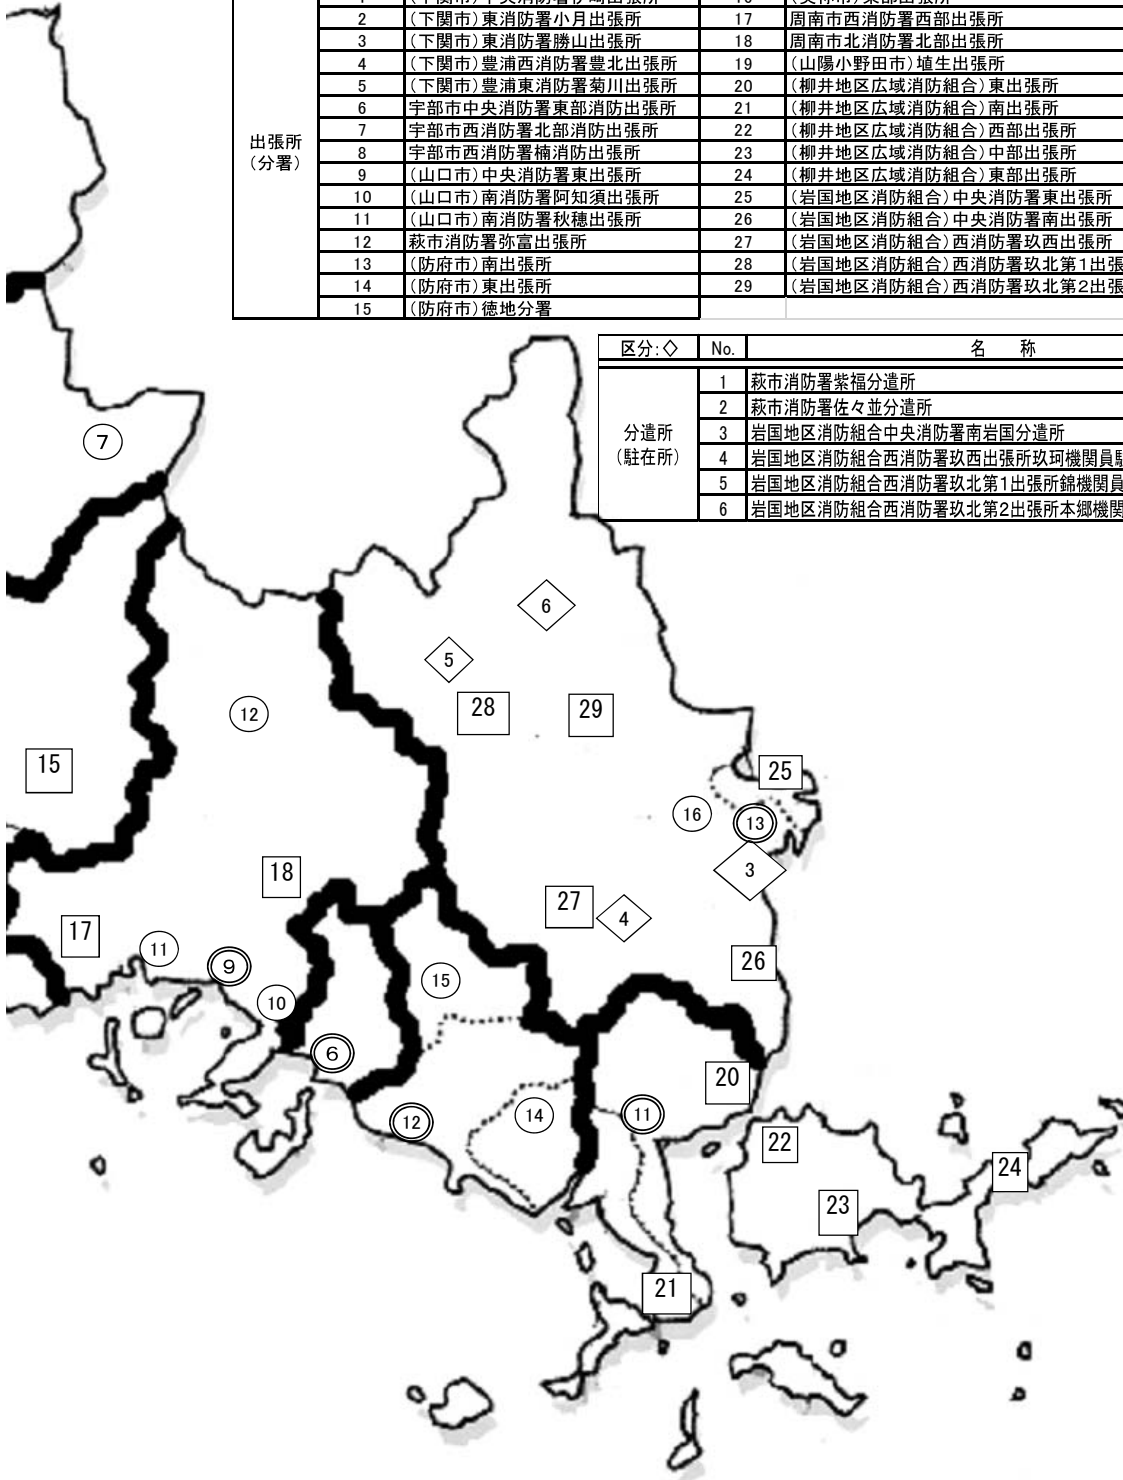 2 (下関市)東消防署小月出張所 17 周南市西消防署西部出張所
3 (下関市)東消防署勝山出張所 18 周南市北消防署北部出張所
4 (下関市)豊浦西消防署豊北出張所 19 (山陽小野田市)埴生出張所
5 (下関市)豊浦東消防署菊川出張所 20 (柳井地区広域消防組合)東出張所
6 宇部市中央消防署東部消防出張所 21 (柳井地区広域消防組合)南出張所
7 宇部市西消防署北部消防出張所 22 (柳井地区広域消防組合)西部出張所
出張所
(分署)
8 宇部市西消防署楠消防出張所 23 (柳井地区広域消防組合)中部出張所
9 (山口市)中央消防署東出張所 24 (柳井地区広域消防組合)東部出張所
10 (山口市)南消防署阿知須出張所 25 (岩国地区消防組合)中央消防署東出張所
11 (山口市)南消防署秋穂出張所 26 (岩国地区消防組合)中央消防署南出張所
12 萩市消防署弥富出張所 27 (岩国地区消防組合)西消防署玖西出張所
13 (防府市)南出張所 28 (岩国地区消防組合)西消防署玖北第1出張
14 (防府市)東出張所 29 (岩国地区消防組合)西消防署玖北第2出張
15 (防府市)徳地分署
区分:◇ No. 名 称
1 萩市消防署紫福分遣所
2 萩市消防署佐々並分遣所
分遣所
(駐在所)
3 岩国地区消防組合中央消防署南岩国分遣所
4 岩国地区消防組合西消防署玖西出張所玖珂機関員
5 岩国地区消防組合西消防署玖北第1出張所錦機関員
6 岩国地区消防組合西消防署玖北第2出張所本郷機関
7
6
5
28 29
12
15
25
16 13
3
18
27 4
17 11 9
26
15
10
6
20
12 14 11
22
24
23
21